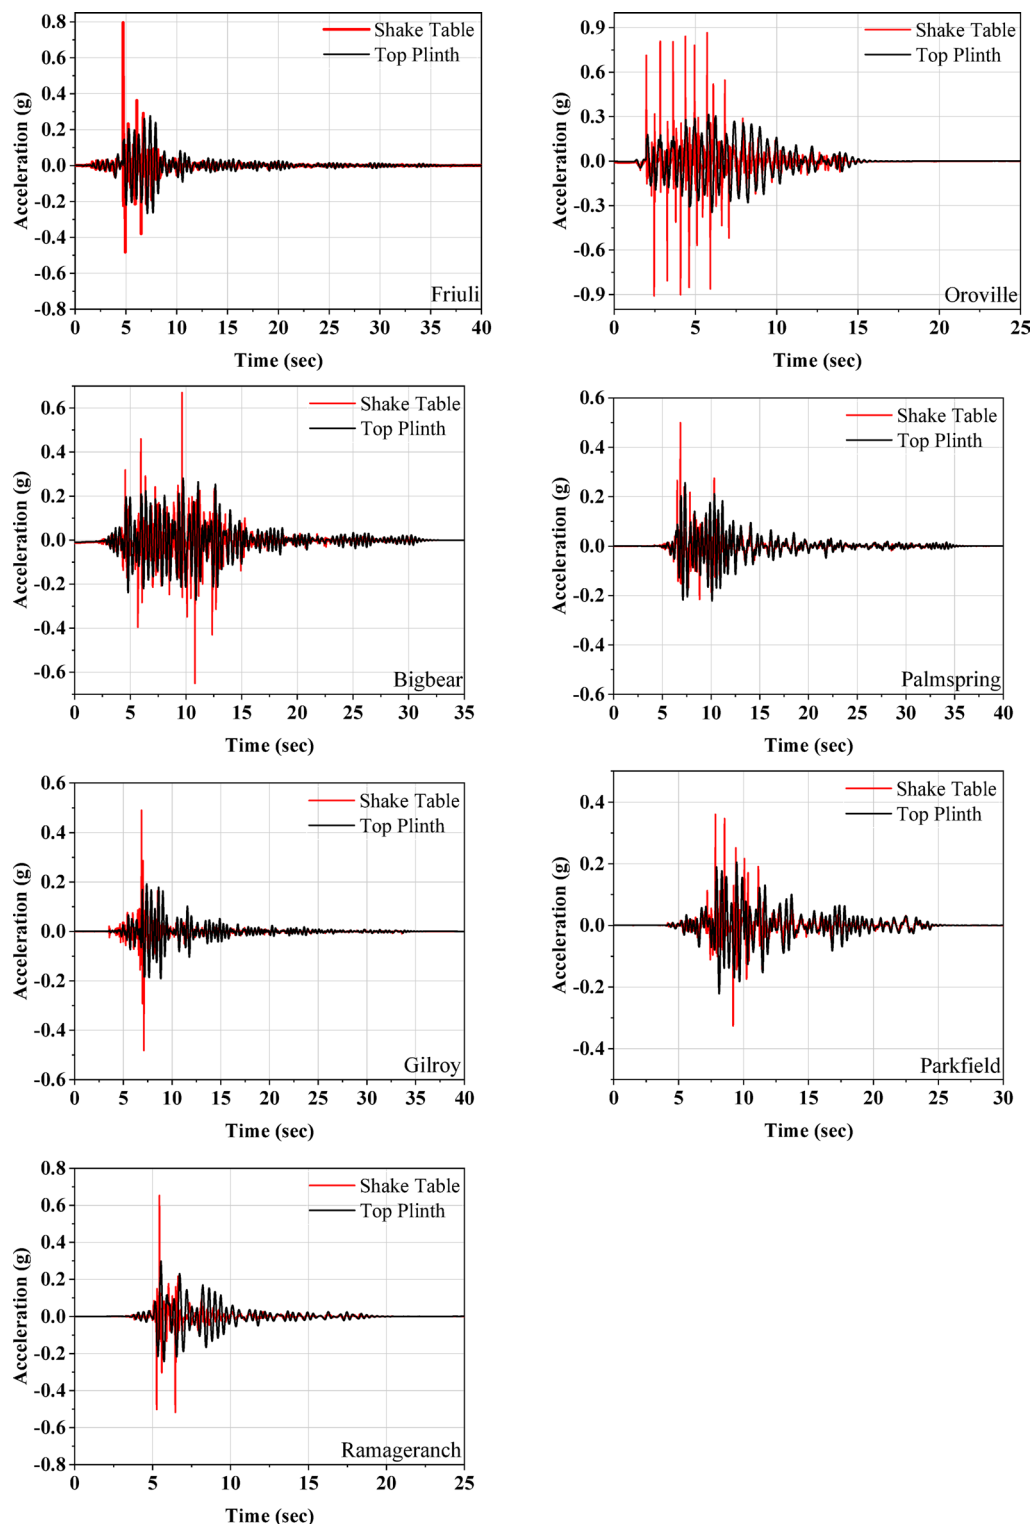 Shake Table
Top Plinth
0.8
0.6
0.4
0.2
0.0
-0.2
-0.4
-0.6
-0.8
Acceleration (g)
Friuli
0 5 10 15 20 25 30 35 40
Time (sec)
Shake Table
Top Plinth
0.9
0.6
0.3
0.0
-0.3
-0.6
-0.9
Acceleration (g)
Oroville
0 5 10 15 20 25
Time (sec)
Shake Table
Top Plinth
0.6
0.4
0.2
0.0
-0.2
-0.4
-0.6
Acceleration (g)
Bigbear
0 5 10 15 20 25 30 35
Time (sec)
Shake Table
Top Plinth
0.6
0.4
0.2
0.0
-0.2
-0.4
-0.6
Acceleration (g)
Palmspring
0 5 10 15 20 25 30 35 40
Time (sec)
Shake Table
Top Plinth
0.6
0.4
0.2
0.0
-0.2
-0.4
-0.6
Acceleration (g)
Gilroy
0 5 10 15 20 25 30 35 40
Time (sec)
Shake Table
Top Plinth
0.4
0.2
0.0
-0.2
-0.4
Acceleration (g)
Parkfield
0 5 10 15 20 25 30
Time (sec)
Shake Table
Top Plinth
0.8
0.6
0.4
0.2
0.0
-0.2
-0.4
-0.6
-0.8
Acceleration (g)
Ramageranch
0 5 10 15 20 25
Time (sec)